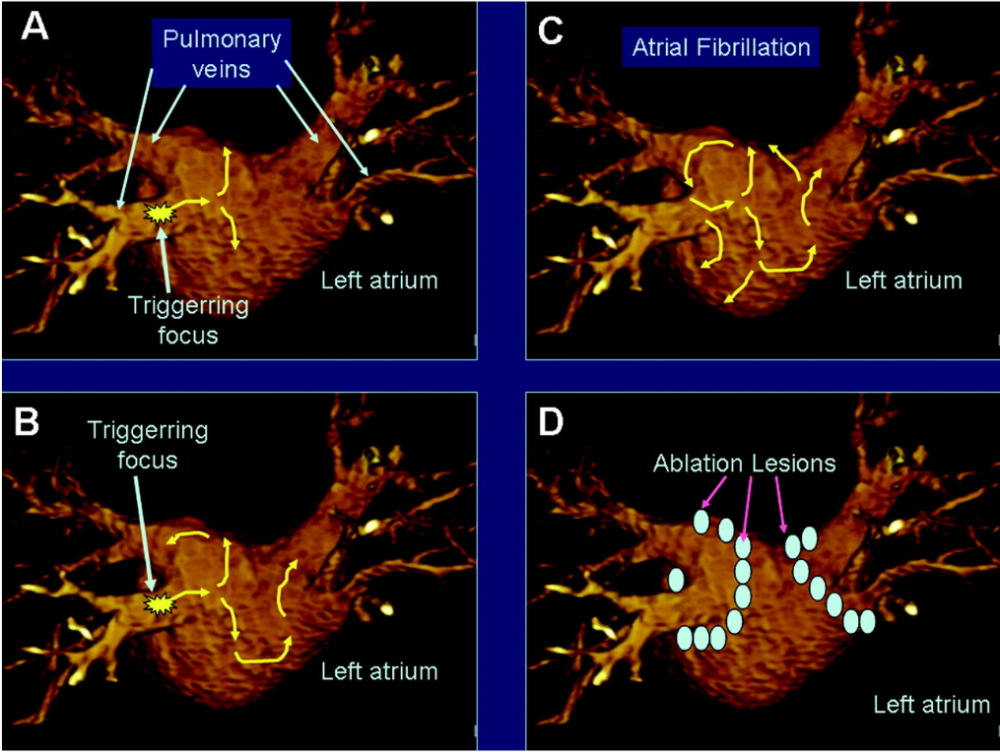 A
Pulmonary
veins
Left atrium
Triggerring
focus
B
Triggerring
focus
Left atrium
C
Atrial Fibrillation
Left atrium
D
Ablation Lesions
Left atrium